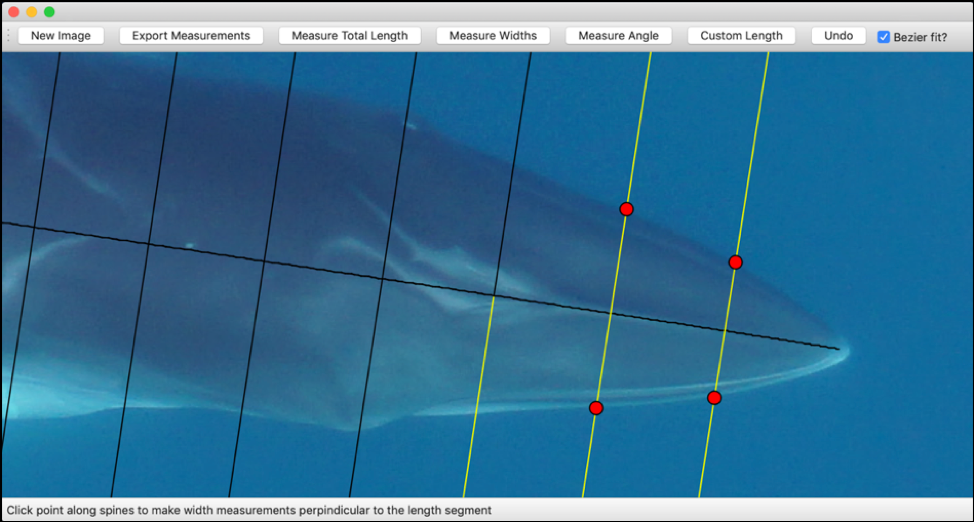 New Image Export Measurements Measure Total Length Measure Widths Measure Angle Custom Length Undo Bezier fit?
Click point along spines to make width measurements perpindicular to the length segment